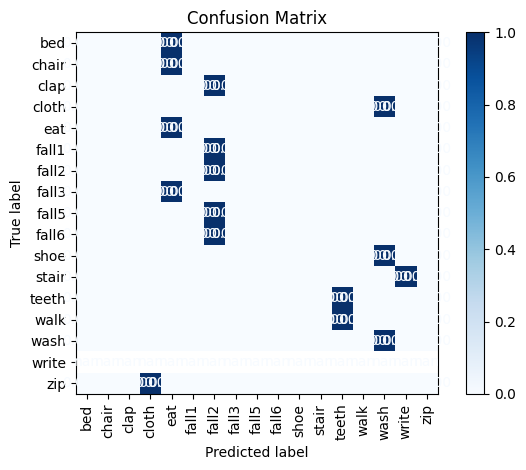 Confusion Matrix
True label
bed
chair
clap
cloth
eat
fall1
fall2
fall3
fall5
fall6
shoe
stair
teeth
walk
wash
write
zip
bed
chair
clap
cloth
eat
fall1
fall2
fall3
fall5
fall6
shoe
stair
teeth
walk
wash
write
zip
Predicted label
1.0
0.8
0.6
0.4
0.2
0.0